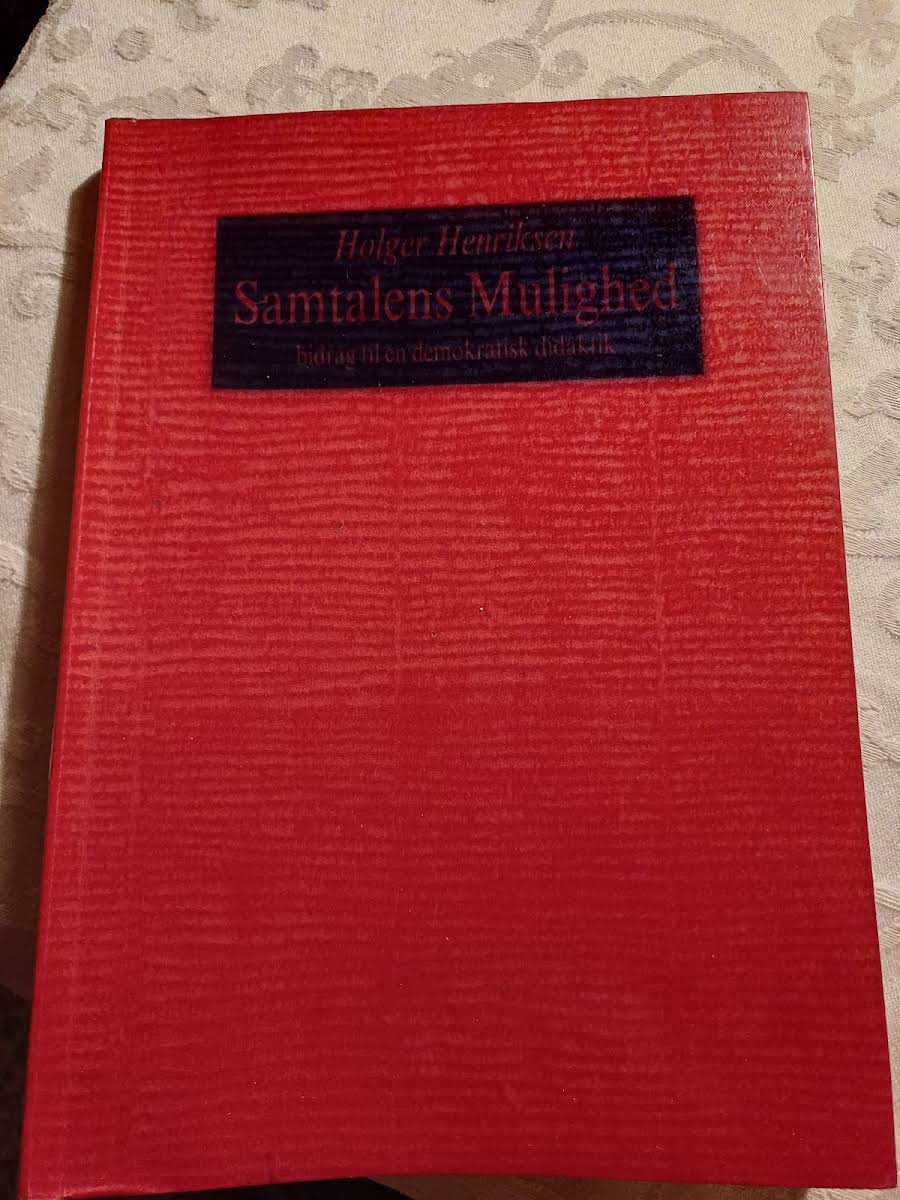 Holger Henriksen
Samtalens Mulighed
bidrag til en demokratisk didaktik